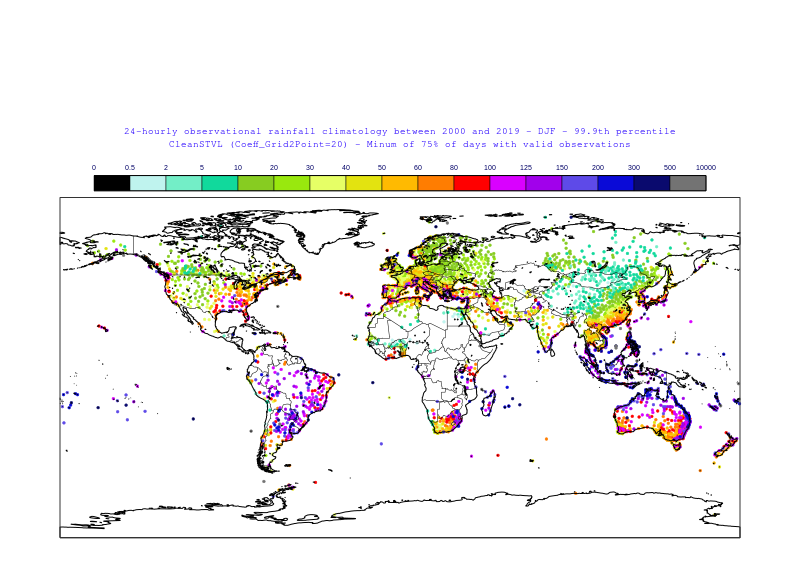 24-hourly observational rainfall climatology between 2000 and 2019 - DJF - 99.9th percentile
CleanSTVL (Coeff_Grid2Point=20) - Minum of 75% of days with valid observations
0 0.5 2 5 10 20 30 40 50 60 80 100 125 150 200 300 500 10000